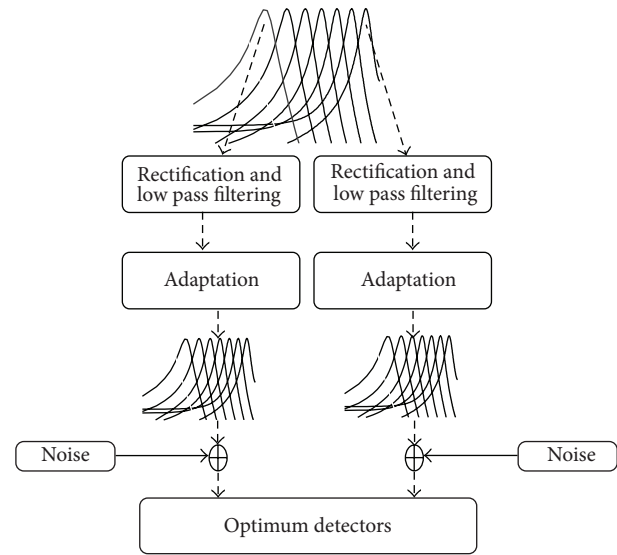 Rectification and
low pass filtering
Rectification and
low pass filtering
Adaptation
Adaptation
Noise
Noise
Optimum detectors